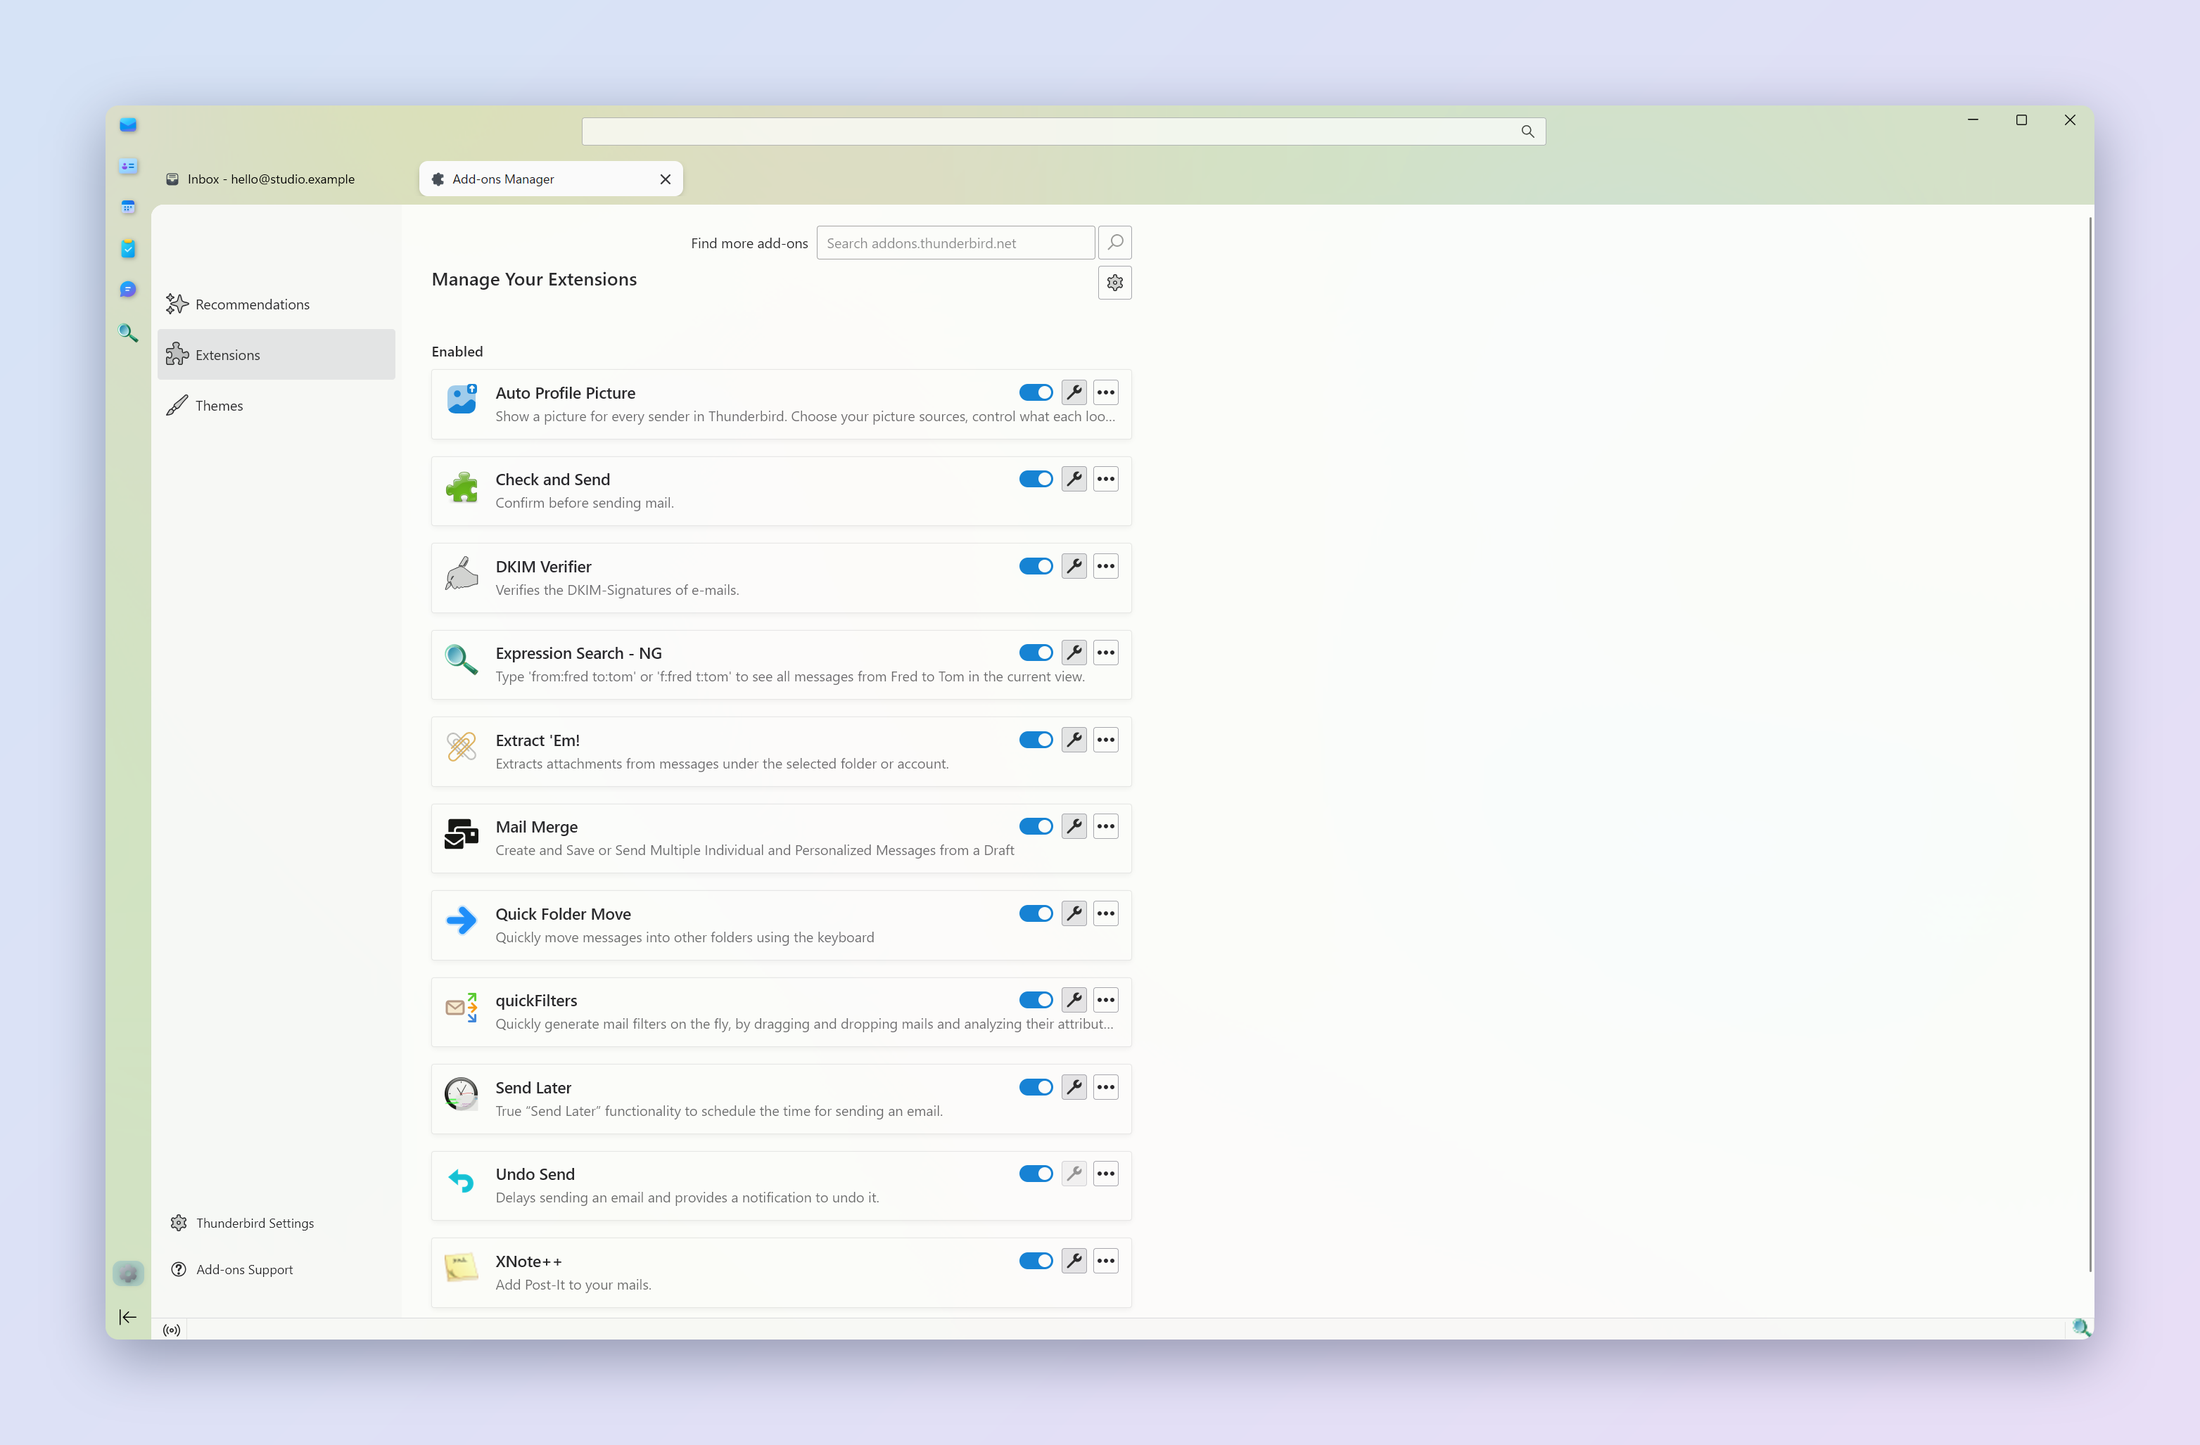 Inbox - hello@studio.example
Add-ons Manager
Find more add-ons
Search addons.thunderbird.net
Manage Your Extensions
Recommendations
Extensions
Themes
Enabled
Auto Profile Picture
Show a picture for every sender in Thunderbird. Choose your picture sources, control what each loo...
Check and Send
Confirm before sending mail.
DKIM Verifier
Verifies the DKIM-Signatures of e-mails.
Expression Search - NG
Type 'from:fred to:tom' or 'f:fred t:tom' to see all messages from Fred to Tom in the current view.
Extract 'Em!
Extracts attachments from messages under the selected folder or account.
Mail Merge
Create and Save or Send Multiple Individual and Personalized Messages from a Draft
Quick Folder Move
Quickly move messages into other folders using the keyboard
quickFilters
Quickly generate mail filters on the fly, by dragging and dropping mails and analyzing their attribut...
Send Later
True “Send Later” functionality to schedule the time for sending an email.
Undo Send
Delays sending an email and provides a notification to undo it.
XNote++
Add Post-It to your mails.
Thunderbird Settings
Add-ons Support